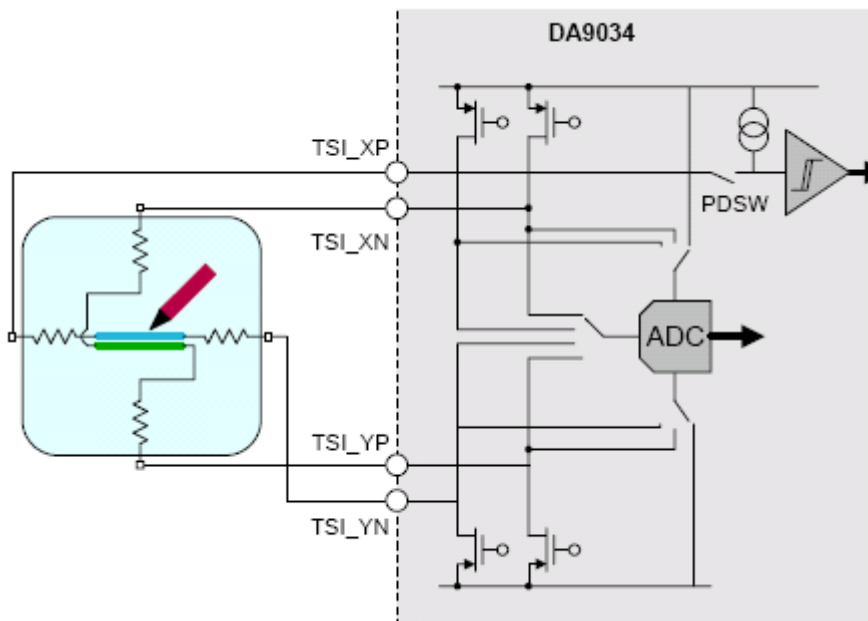 DA9034
TSI_XP
PDSW
TSI_XN
ADC
TSI_YP
TSI_YN